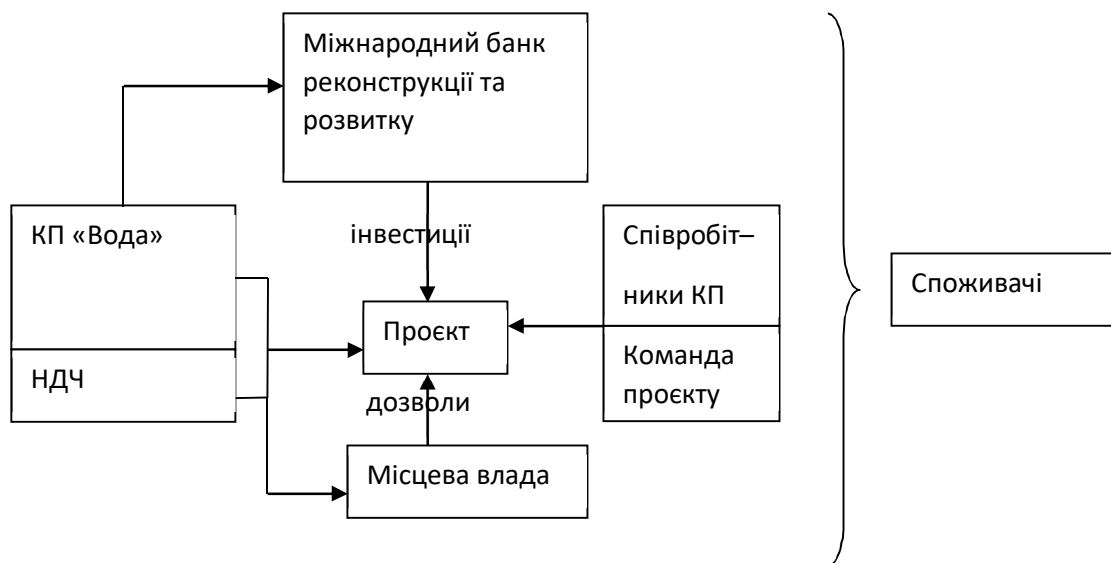 Міжнародний банк
реконструкції та
розвитку
КП «Вода»
інвестиції
Співробіт–
ники КП
Споживачі
Проєкт
НДЧ
Команда
проєкту
дозволи
Місцева влада